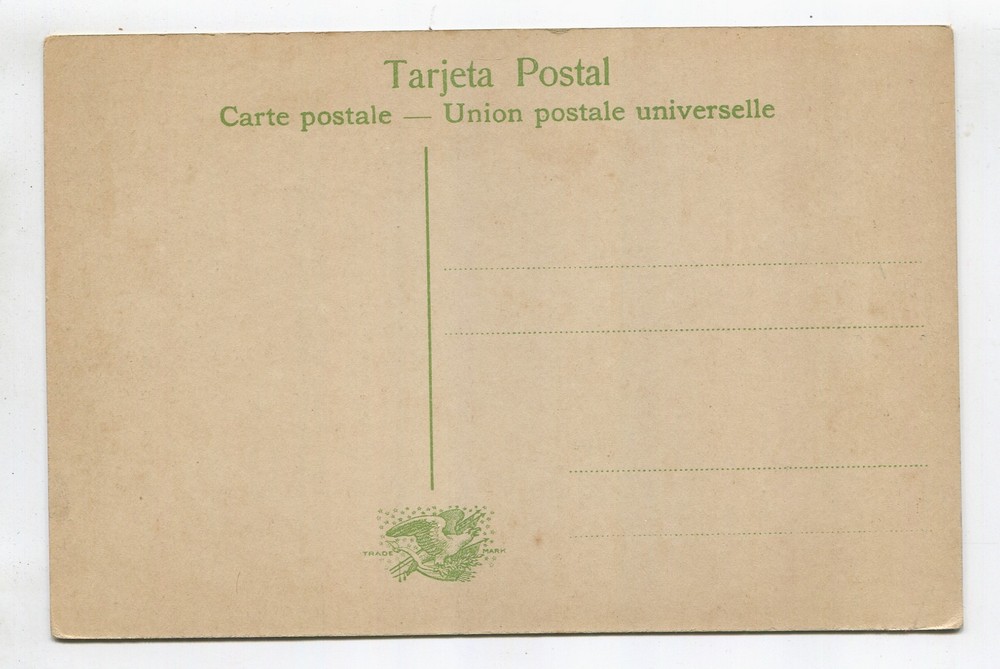 Tarjeta Postal
Carte postale — Union postale universelle
TRADE MARK